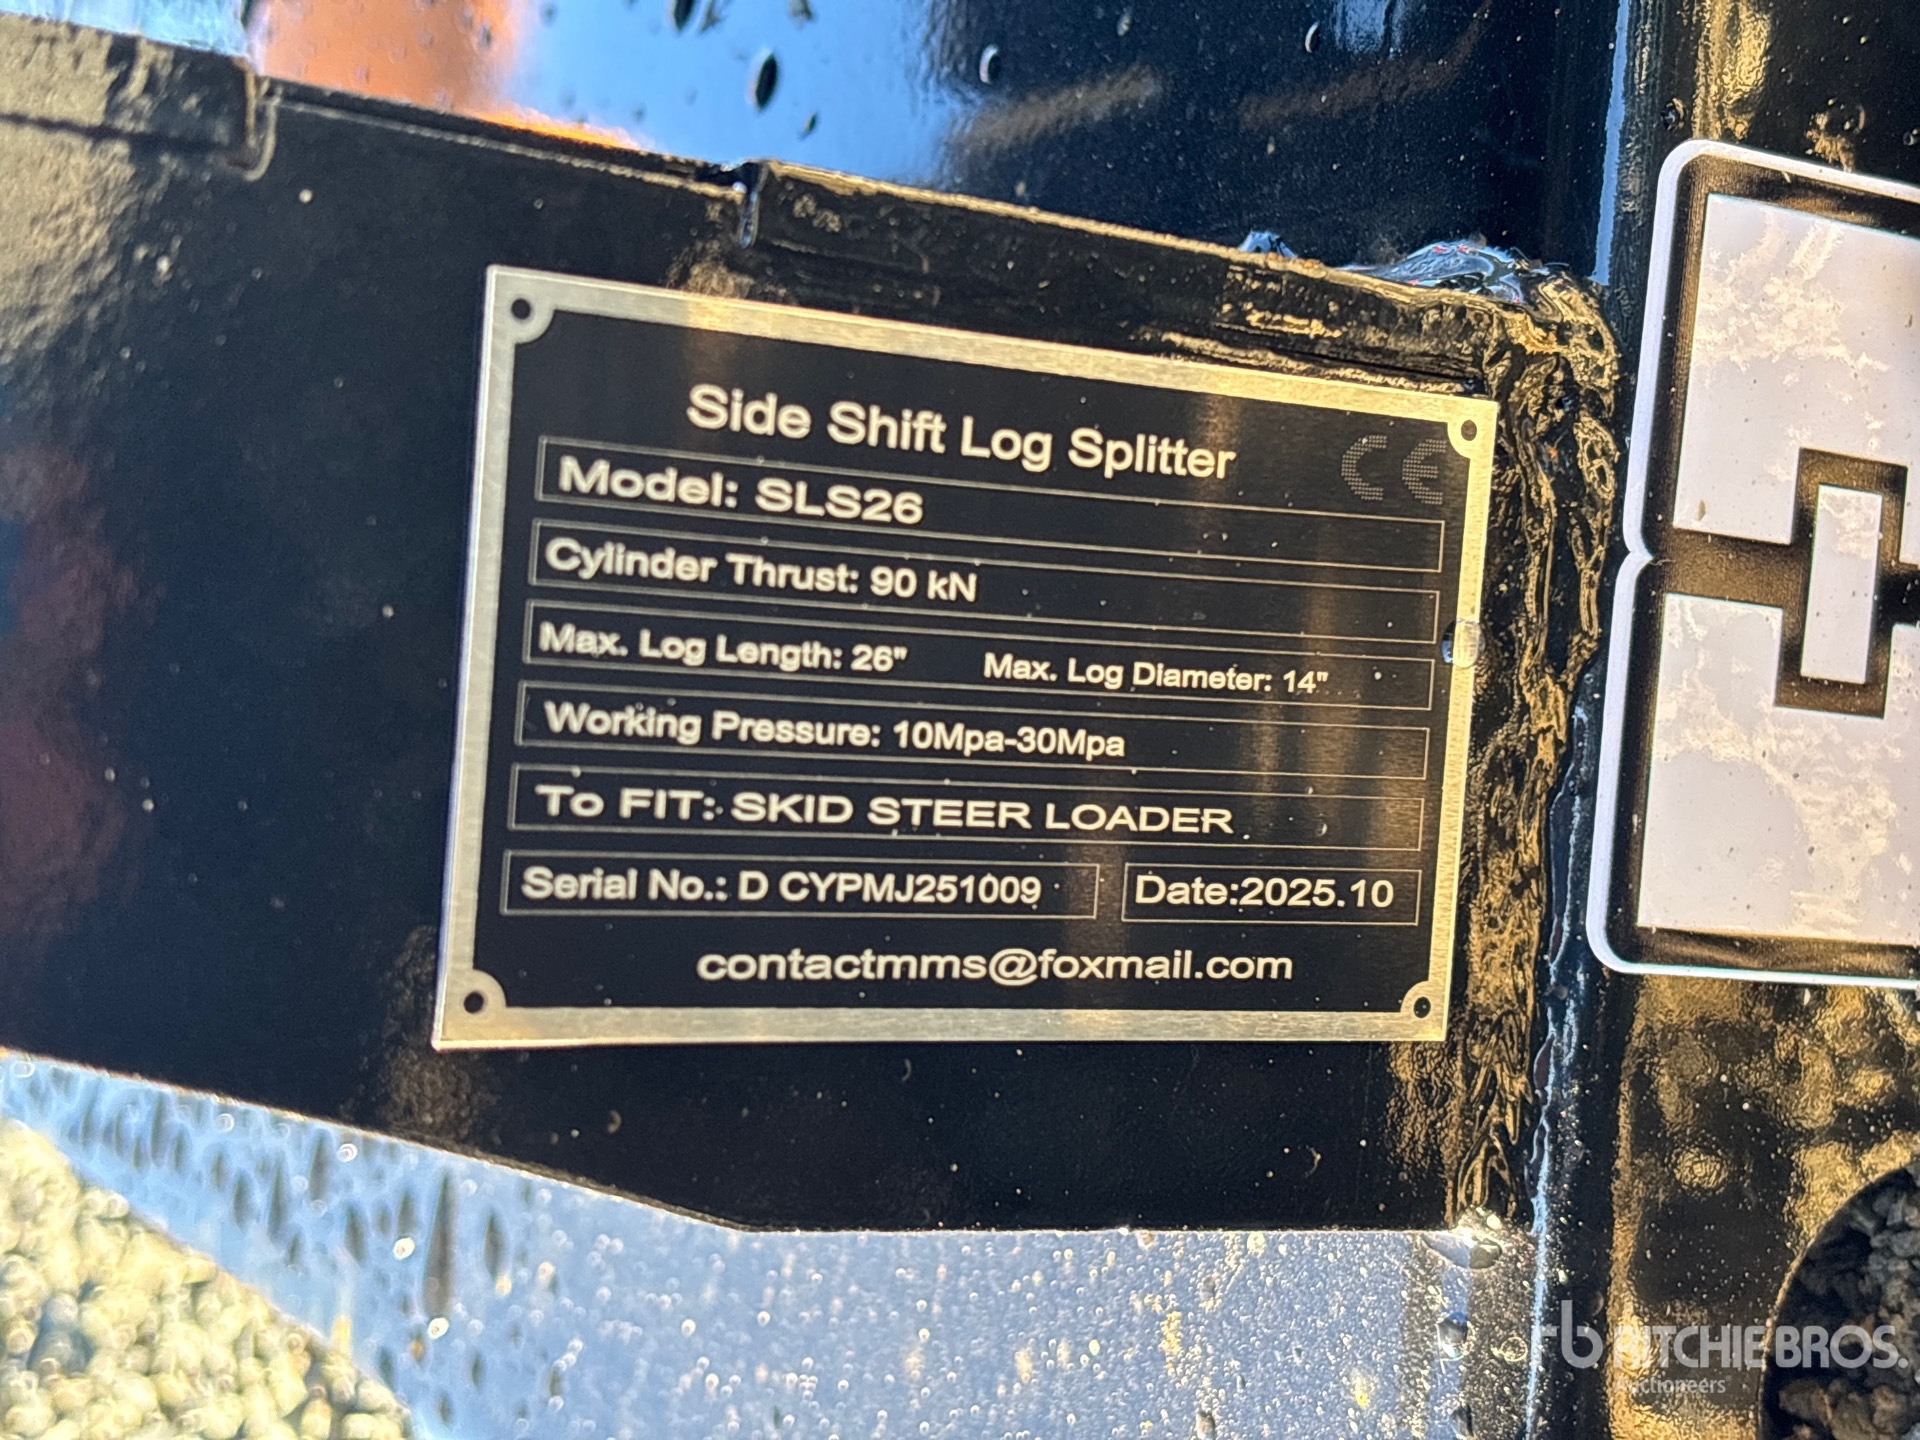 Side Shift Log Splitter
CE
Model: SLS26
Cylinder Thrust: 90 kN
Max. Log Length: 26" Max. Log Diameter: 14"
Working Pressure: 10Mpa-30Mpa
To FIT: SKID STEER LOADER
Serial No.: D CYPMJ251009 Date:2025.10
contactmms@foxmail.com
rb RITCHIE BROS.
Auctioneers